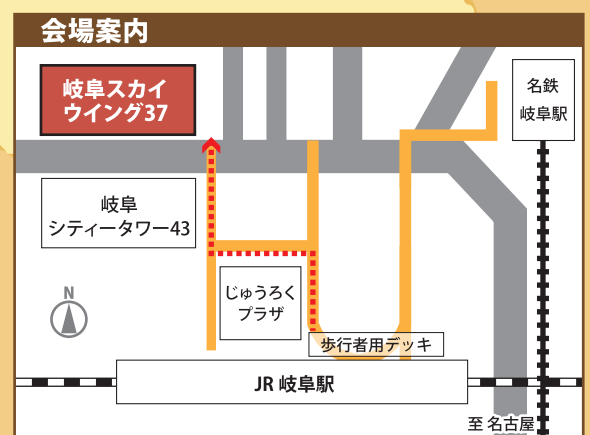 会場案内
岐阜スカイ
ウイング37
名鉄
岐阜駅
岐阜
シティータワー43
じゅうろく
プラザ
N
歩行者用デッキ
JR 岐阜駅
至 名古屋